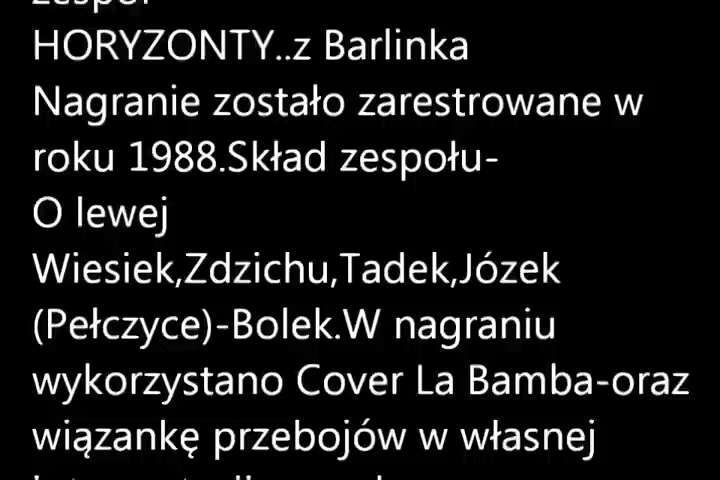 zespół
HORYZONTY..z Barlinka
Nagranie zostało zarestrowane w
roku 1988.Skład zespołu-
O lewej
Wiesiek,Zdzichu,Tadek,Józek
(Pełczyce)-Bolek.W nagraniu
wykorzystano Cover La Bamba-oraz
wiązankę przebojów w własnej